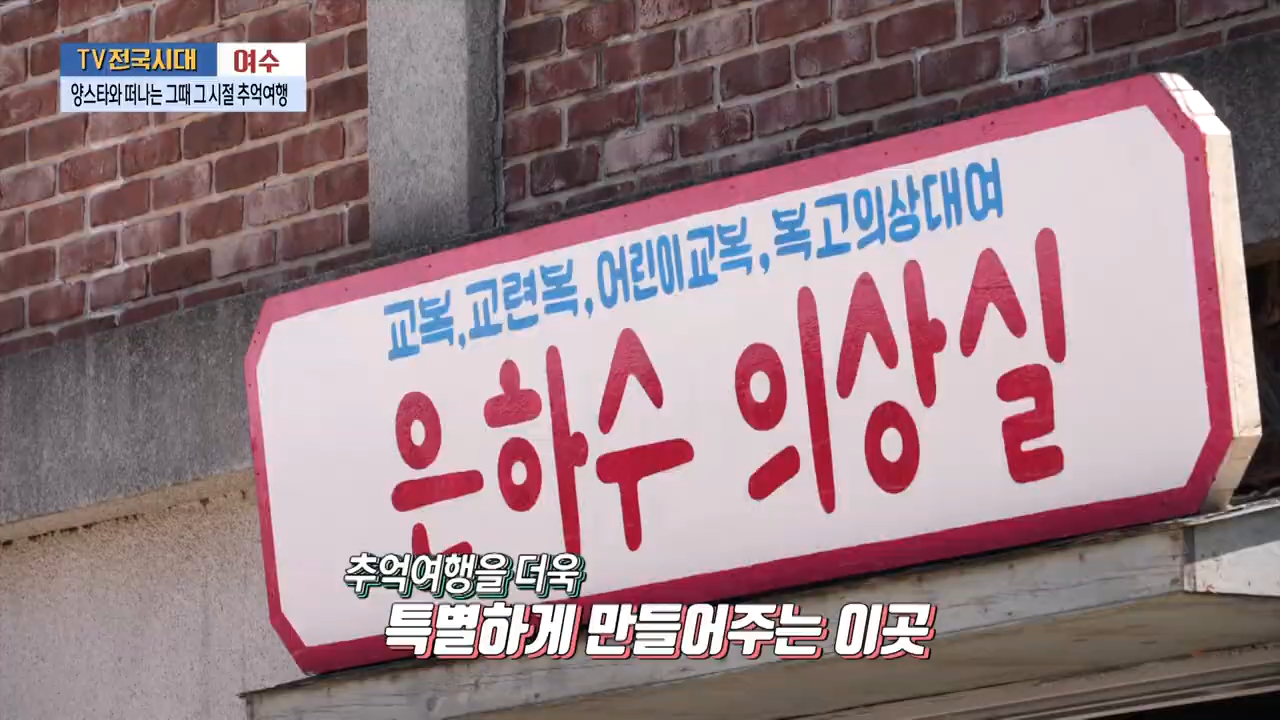 TV전국시대 여수
양스타와 떠나는 그때 그 시절 추억여행
교복, 교련복, 어린이교복, 복고의상대여
은하수 의상실
추억여행을 더욱
특별하게 만들어주는 이곳